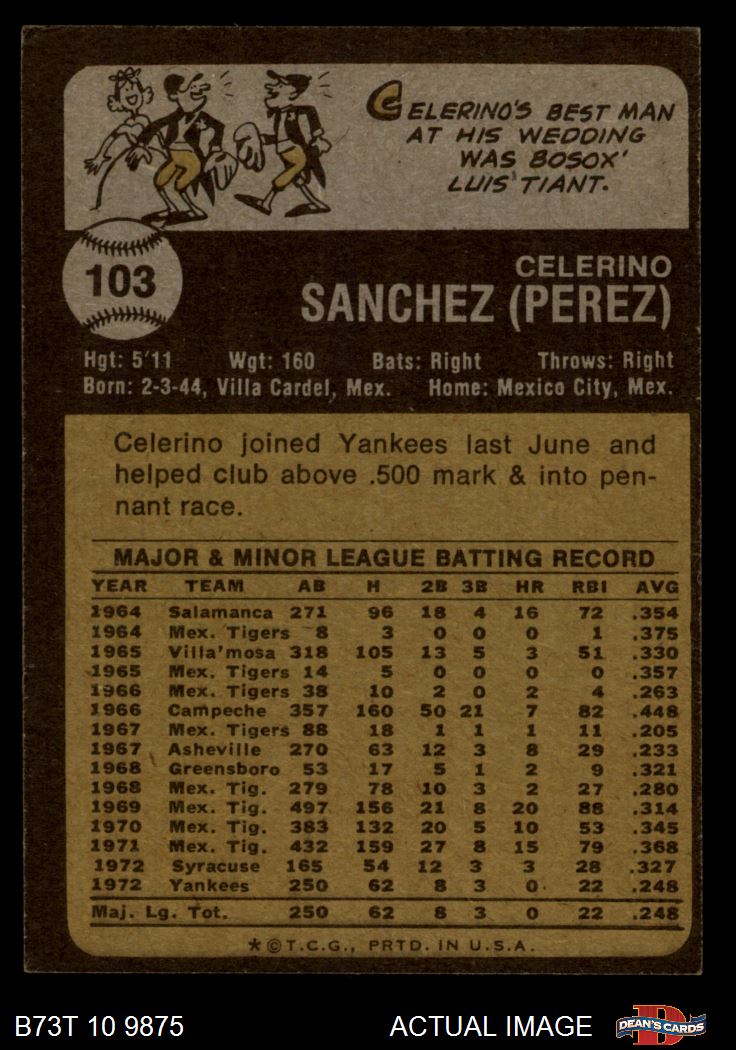 CELERINO'S BEST MAN
AT HIS WEDDING
WAS BOSOX'
LUIS TIANT.
103
CELERINO
SANCHEZ (PEREZ)
Hgt: 5'11 Wgt: 160 Bats: Right Throws: Right
Born: 2-3-44, Villa Cardel, Mex. Home: Mexico City, Mex.
Celerino joined Yankees last June and
helped club above .500 mark & into pen-
nant race.
MAJOR & MINOR LEAGUE BATTING RECORD
YEAR TEAM AB H 2B 3B HR RBI AVG
1964 Salamanca 271 96 18 4 16 72 .354
1964 Mex. Tigers 8 3 0 0 0 1 .375
1965 Villa'mosa 318 105 13 5 3 51 .330
1965 Mex. Tigers 14 5 0 0 0 0 .357
1966 Mex. Tigers 38 10 2 0 2 4 .263
1966 Campeche 357 160 50 21 7 82 .448
1967 Mex. Tigers 88 18 1 1 1 11 .205
1967 Asheville 270 63 12 3 8 29 .233
1968 Greensboro 53 17 5 1 2 9 .321
1968 Mex. Tig. 279 78 10 3 2 27 .280
1969 Mex. Tig. 497 156 21 8 20 88 .314
1970 Mex. Tig. 383 132 20 5 10 53 .345
1971 Mex. Tig. 432 159 27 8 15 79 .368
1972 Syracuse 165 54 12 3 3 28 .327
1972 Yankees 250 62 8 3 0 22 .248
Maj. Lg. Tot. 250 62 8 3 0 22 .248
*©T.C.G., PRTD. IN U.S.A.
B73T 10 9875 ACTUAL IMAGE
D
DEAN'S CARDS